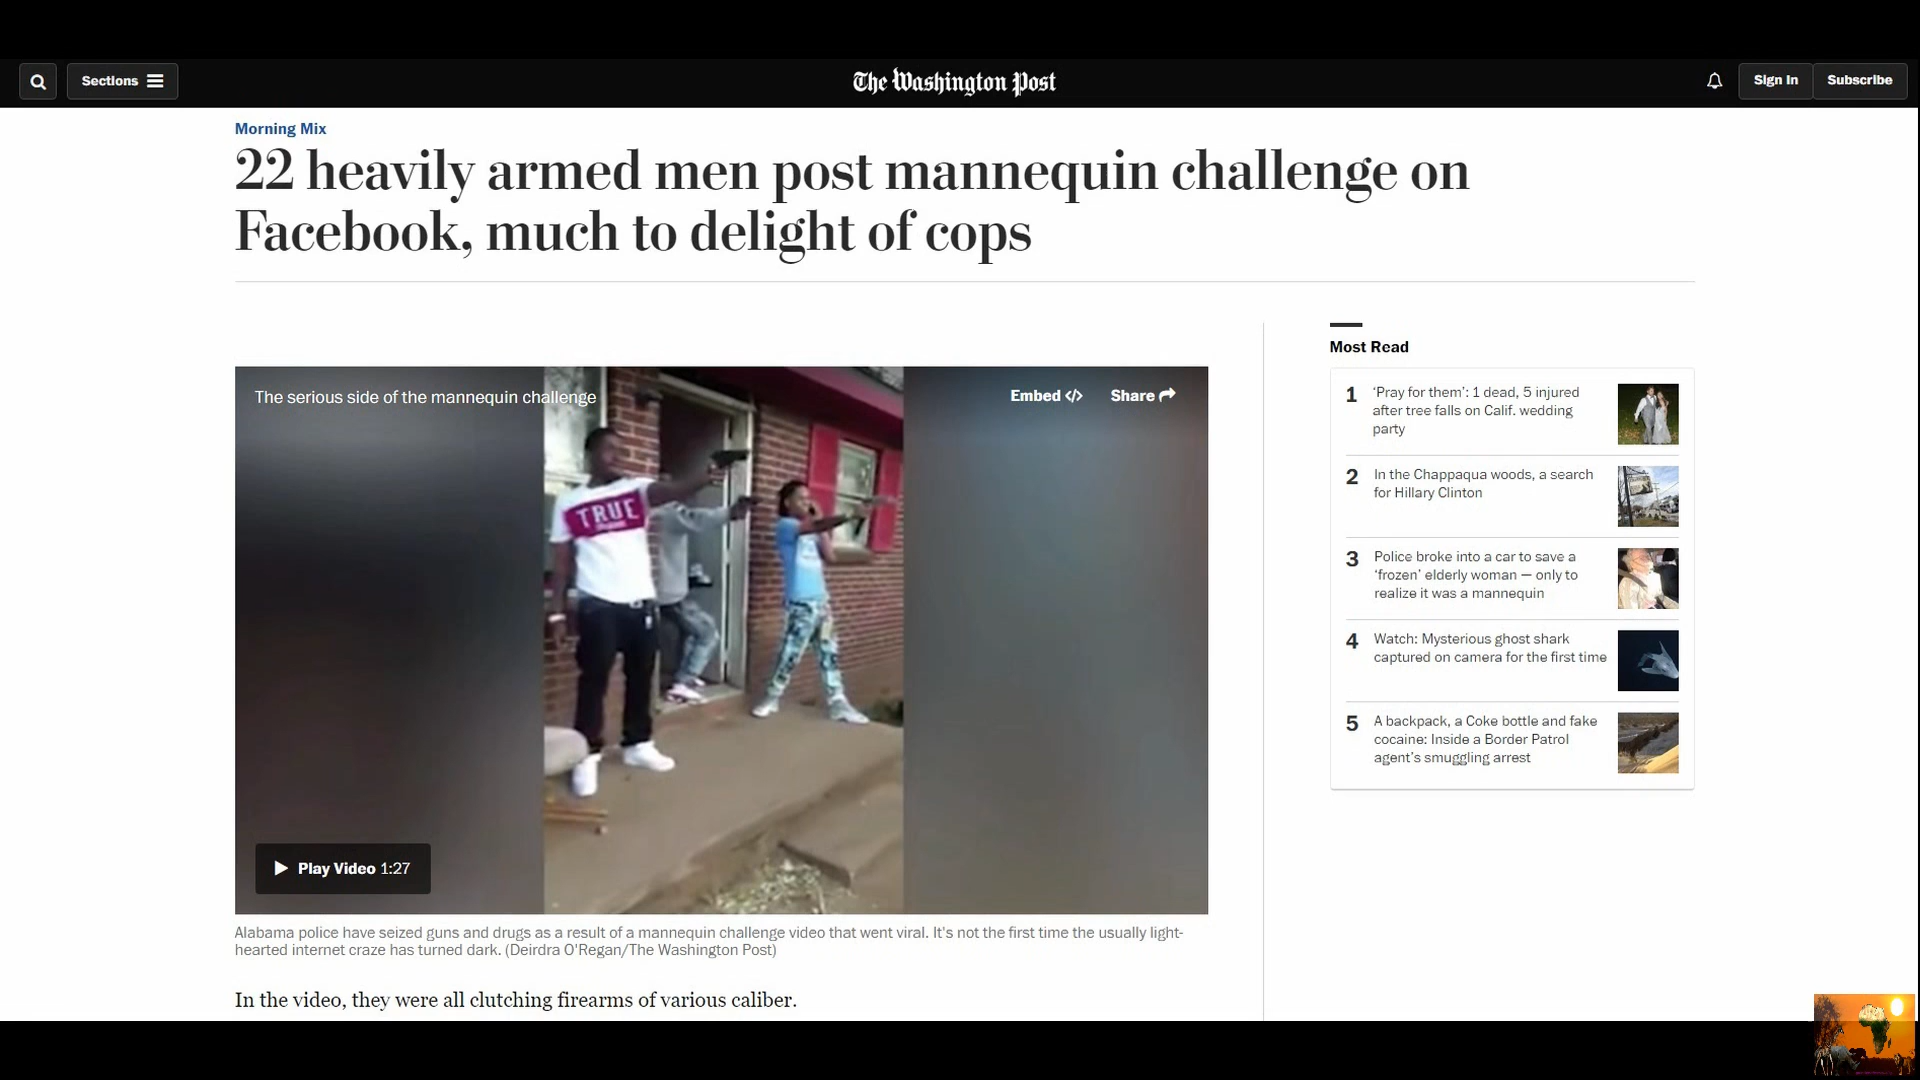 Sections
The Washington Post
Sign In
Subscribe
Morning Mix
22 heavily armed men post mannequin challenge on
Facebook, much to delight of cops
The serious side of the mannequin challenge
Embed
Share
TRUE
Play Video 1:27
Alabama police have seized guns and drugs as a result of a mannequin challenge video that went viral. It's not the first time the usually light-
hearted internet craze has turned dark. (Deirdra O'Regan/The Washington Post)
In the video, they were all clutching firearms of various caliber.
Most Read
1
‘Pray for them’: 1 dead, 5 injured
after tree falls on Calif. wedding
party
2
In the Chappaqua woods, a search
for Hillary Clinton
3
Police broke into a car to save a
‘frozen’ elderly woman — only to
realize it was a mannequin
4
Watch: Mysterious ghost shark
captured on camera for the first time
5
A backpack, a Coke bottle and fake
cocaine: Inside a Border Patrol
agent’s smuggling arrest